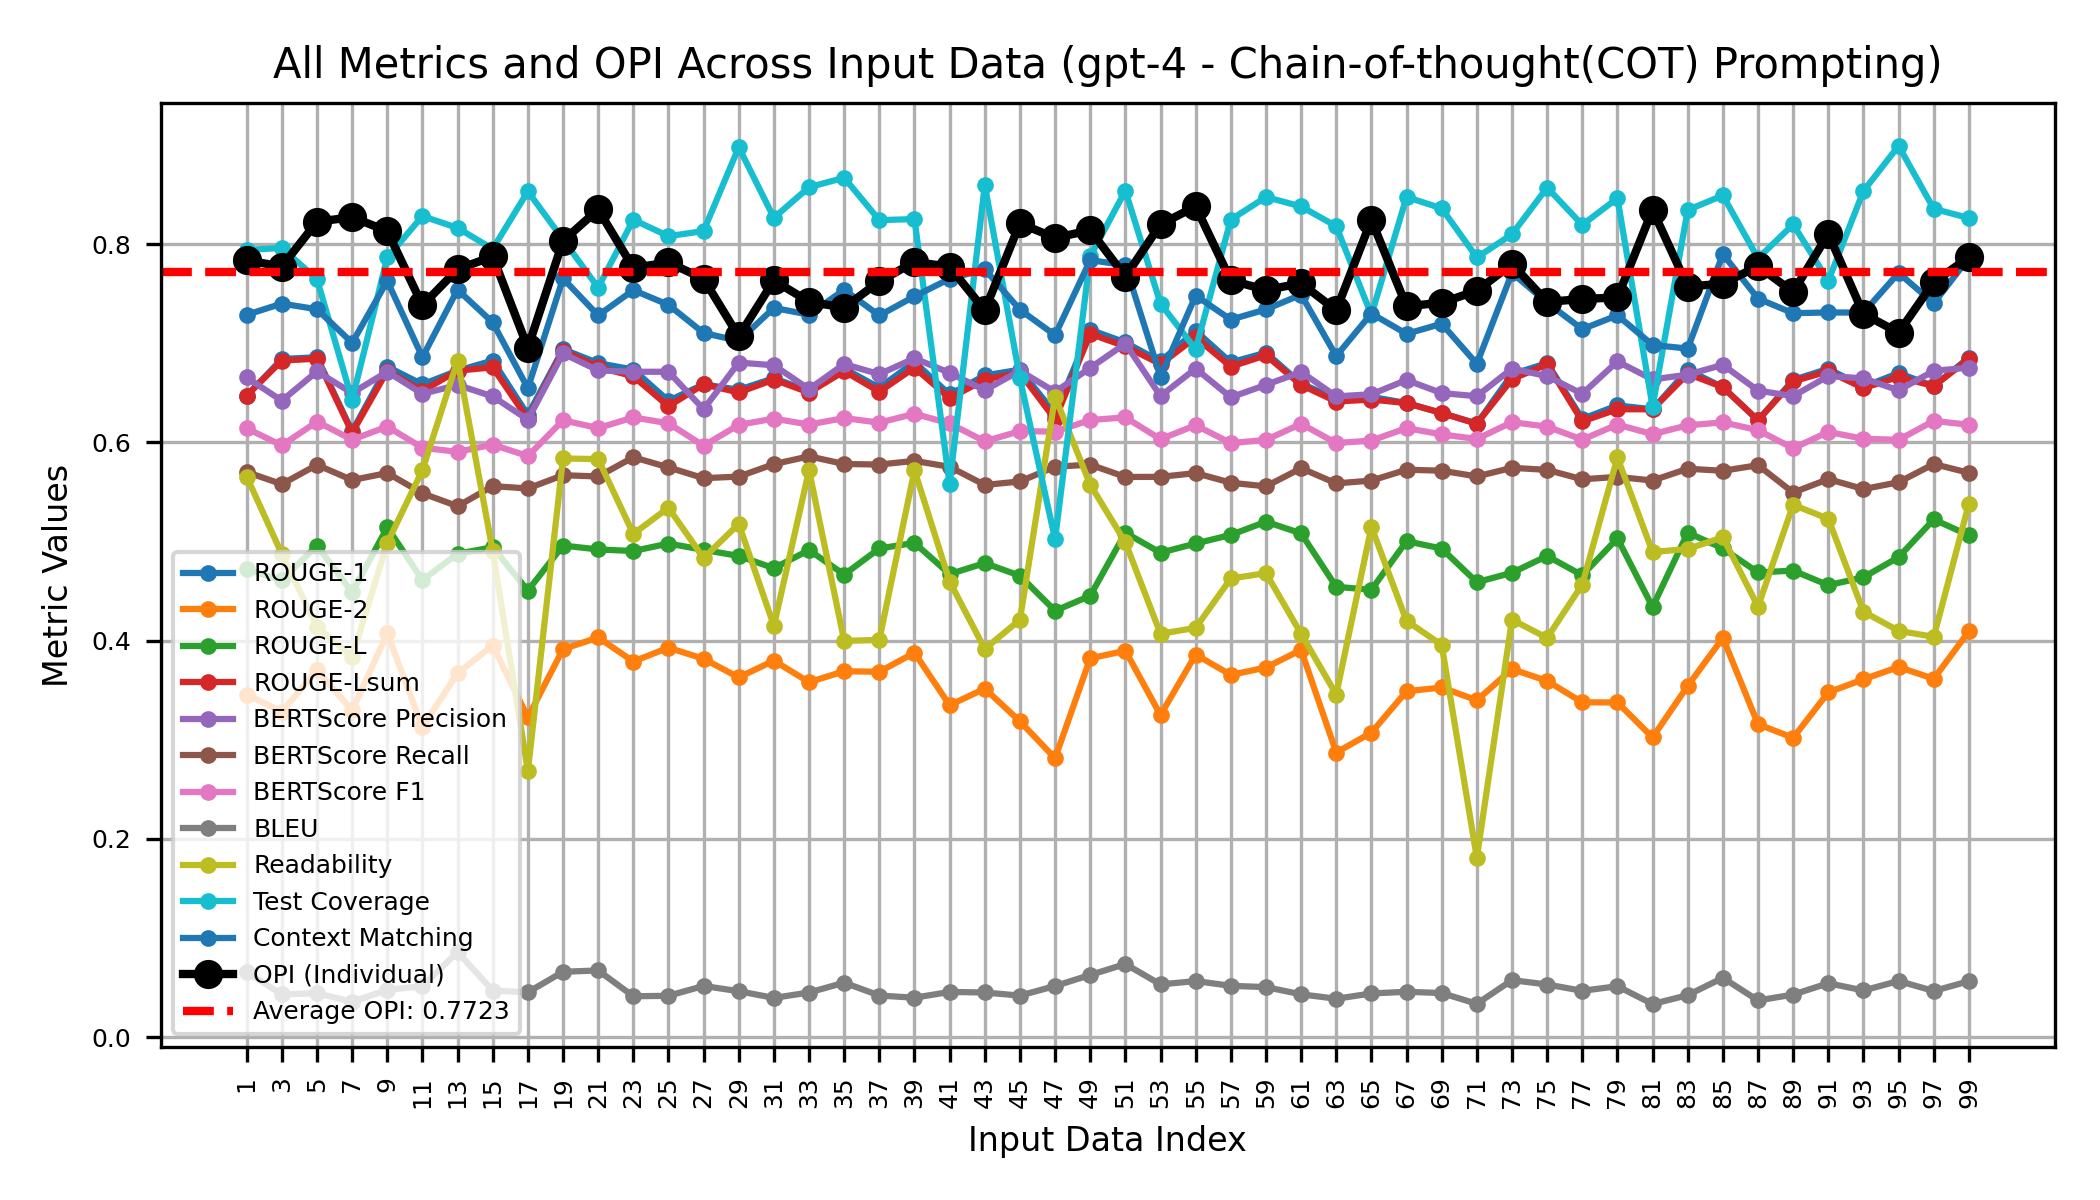 All Metrics and OPI Across Input Data (gpt-4 - Chain-of-thought(COT) Prompting)
Metric Values
0.8
0.6
0.4
0.2
0.0
ROUGE-1
ROUGE-2
ROUGE-L
ROUGE-Lsum
BERTScore Precision
BERTScore Recall
BERTScore F1
BLEU
Readability
Test Coverage
Context Matching
OPI (Individual)
Average OPI: 0.7723
1 3 5 7 9 11 13 15 17 19 21 23 25 27 29 31 33 35 37 39 41 43 45 47 49 51 53 55 57 59 61 63 65 67 69 71 73 75 77 79 81 83 85 87 89 91 93 95 97 99
Input Data Index